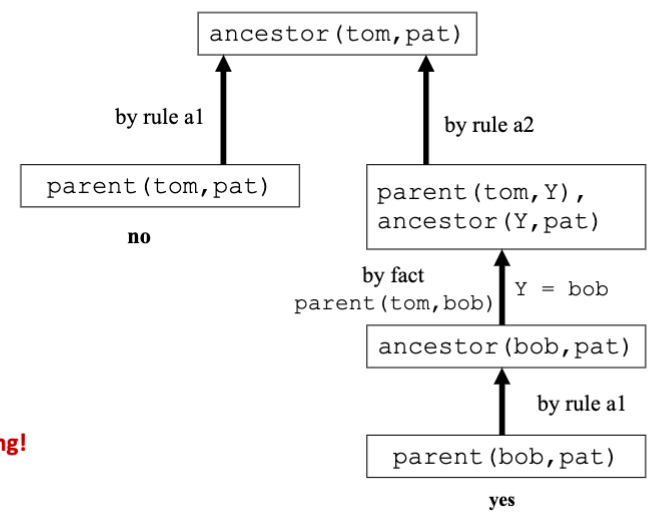 ancestor(tom,pat)
by rule a1
by rule a2
parent(tom,pat)
no
parent(tom,Y),
ancestor(Y,pat)
by fact
parent(tom,bob)
Y = bob
ancestor(bob,pat)
by rule a1
ng!
parent(bob,pat)
yes